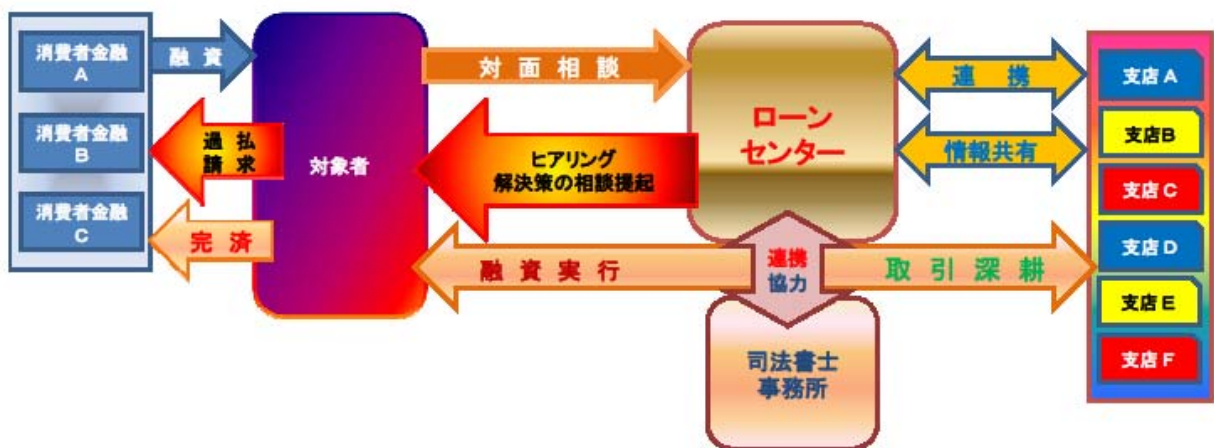 消費者金融
A
消費者金融
B
消費者金融
C
融資
過払
請求
完済
対象者
対面相談
ヒアリング
解決策の相談提起
融資実行
ローン
センター
連携
協力
司法書士
事務所
連携
情報共有
取引深耕
支店A
支店B
支店C
支店D
支店E
支店F